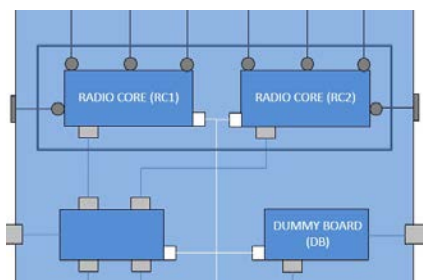 RADIO CORE (RC1)
RADIO CORE (RC2)
DUMMY BOARD
(DB)